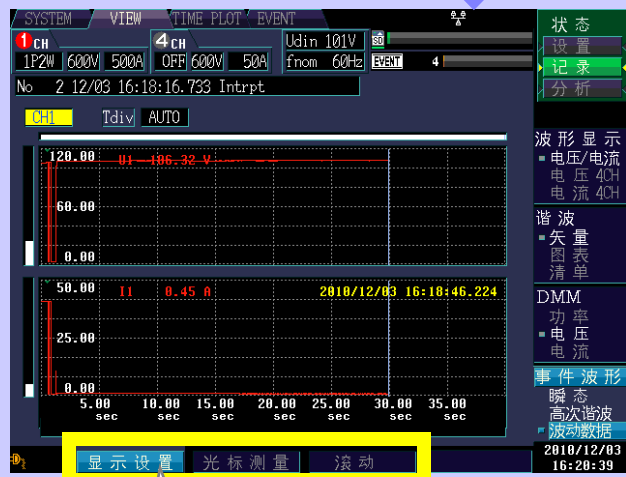 SYSTEM VIEW TIME PLOT EVENT
1 CH 4 CH Udin 101V SD
1P2W 600V 500A OFF 600V 50A fnom 60Hz EVENT 4
No 2 12/03 16:18:16.733 Intrpt
CH1 Tdiv AUTO
120.00 U1 106.32 V
60.00
0.00
50.00 I1 0.45 A 2010/12/03 16:18:46.224
25.00
0.00
5.00 10.00 15.00 20.00 25.00 30.00 35.00
sec sec sec sec sec sec sec
显示设置 光标测量 滚动
状态
设置
记录
分析
波形显示
电压/电流
电压 4CH
电流 4CH
谐波
矢量
图表
清单
DMM
功率
电压
电流
事件波形
瞬态
高次谐波
波动数据
2010/12/03
16:20:39